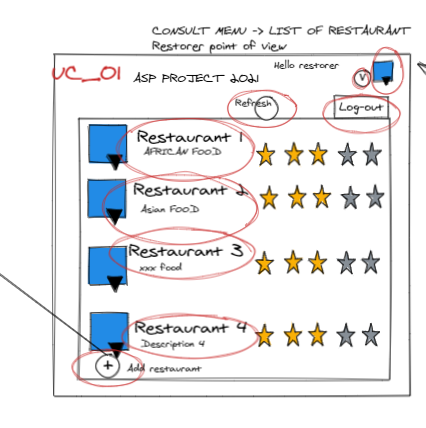 CONSULT MENU -> LIST OF RESTAURANT
Restorer point of view
Hello restorer
V
UC_01
ASP PROJECT 2021
Refresh
Log-out
Restaurant 1
AFRICAN FOOD
Restaurant 2
Asian FOOD
Restaurant 3
xxx food
Restaurant 4
Description 4
+
Add restaurant